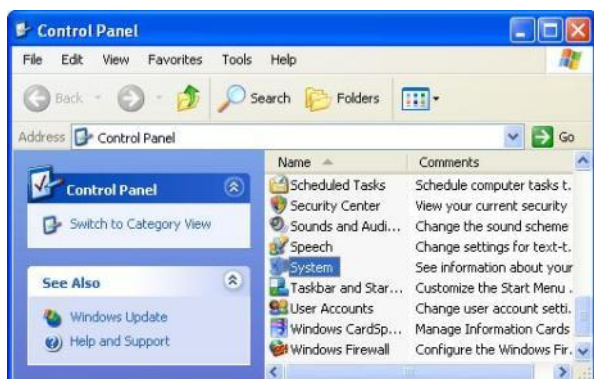 Control Panel
File Edit View Favorites Tools Help
Back Search Folders
Address Control Panel Go
Name Comments
Control Panel
Switch to Category View
See Also
Windows Update
Help and Support
Scheduled Tasks Schedule computer tasks t.
Security Center View your current security
Sounds and Audi... Change the sound scheme
Speech Change settings for text-t.
System See information about your
Taskbar and Star... Customize the Start Menu .
User Accounts Change user account setti.
Windows CardSp... Manage Information Cards
Windows Firewall Configure the Windows Fir.